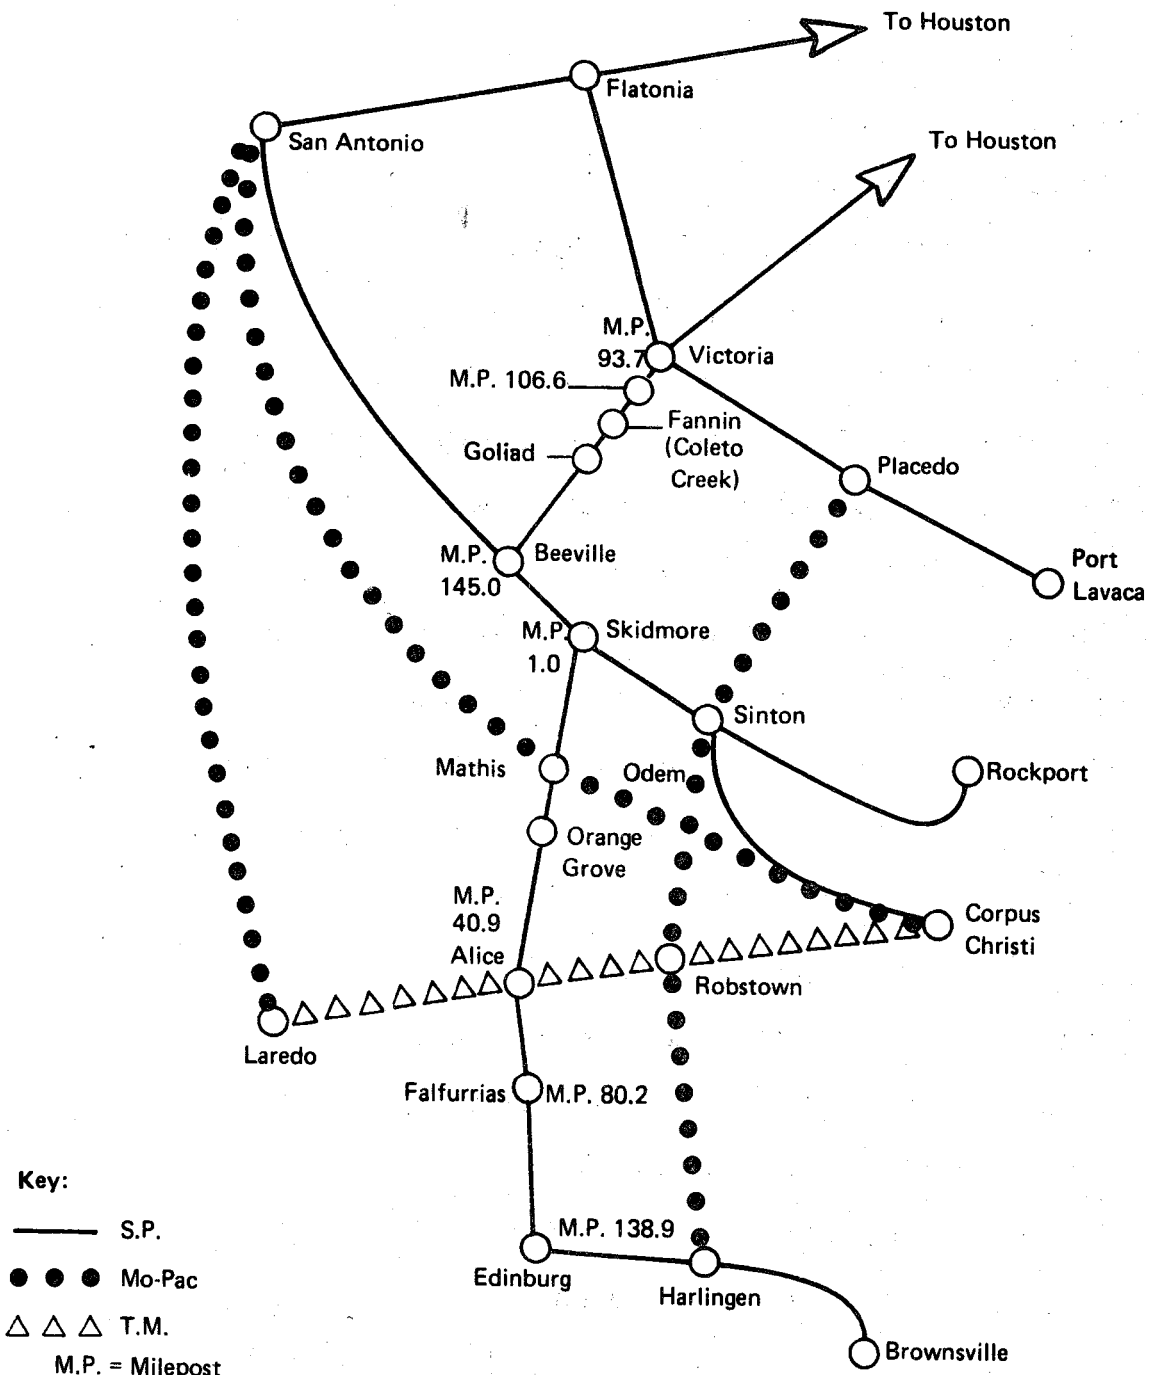 To Houston
Flatonia
San Antonio
To Houston
M.P.
93.7
Victoria
M.P. 106.6
Fannin
(Coleto
Creek)
Goliad
Placedo
M.P.
145.0
Beeville
Port
Lavaca
M.P.
1.0
Skidmore
Sinton
Mathis
Odem
Rockport
Orange
Grove
M.P.
40.9
Alice
Corpus
Christi
Robstown
Laredo
Falfurrias
M.P. 80.2
Key:
S.P.
Mo-Pac
T.M.
M.P. = Milepost
M.P. 138.9
Edinburg
Harlingen
Brownsville